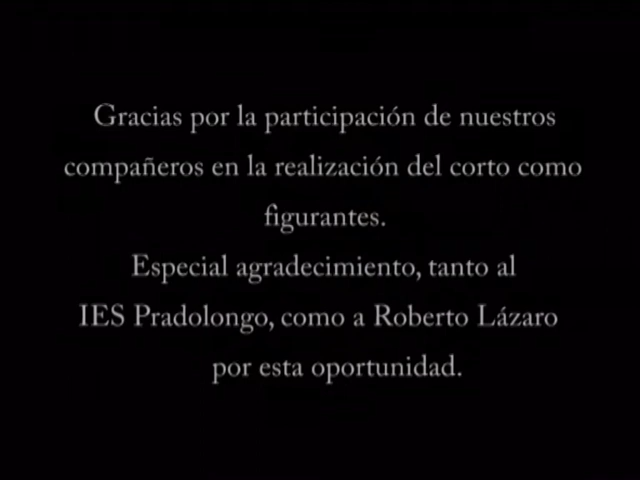 Gracias por la participación de nuestros
compañeros en la realización del corto como
figurantes.
Especial agradecimiento, tanto al
IES Pradolongo, como a Roberto Lázaro
por esta oportunidad.